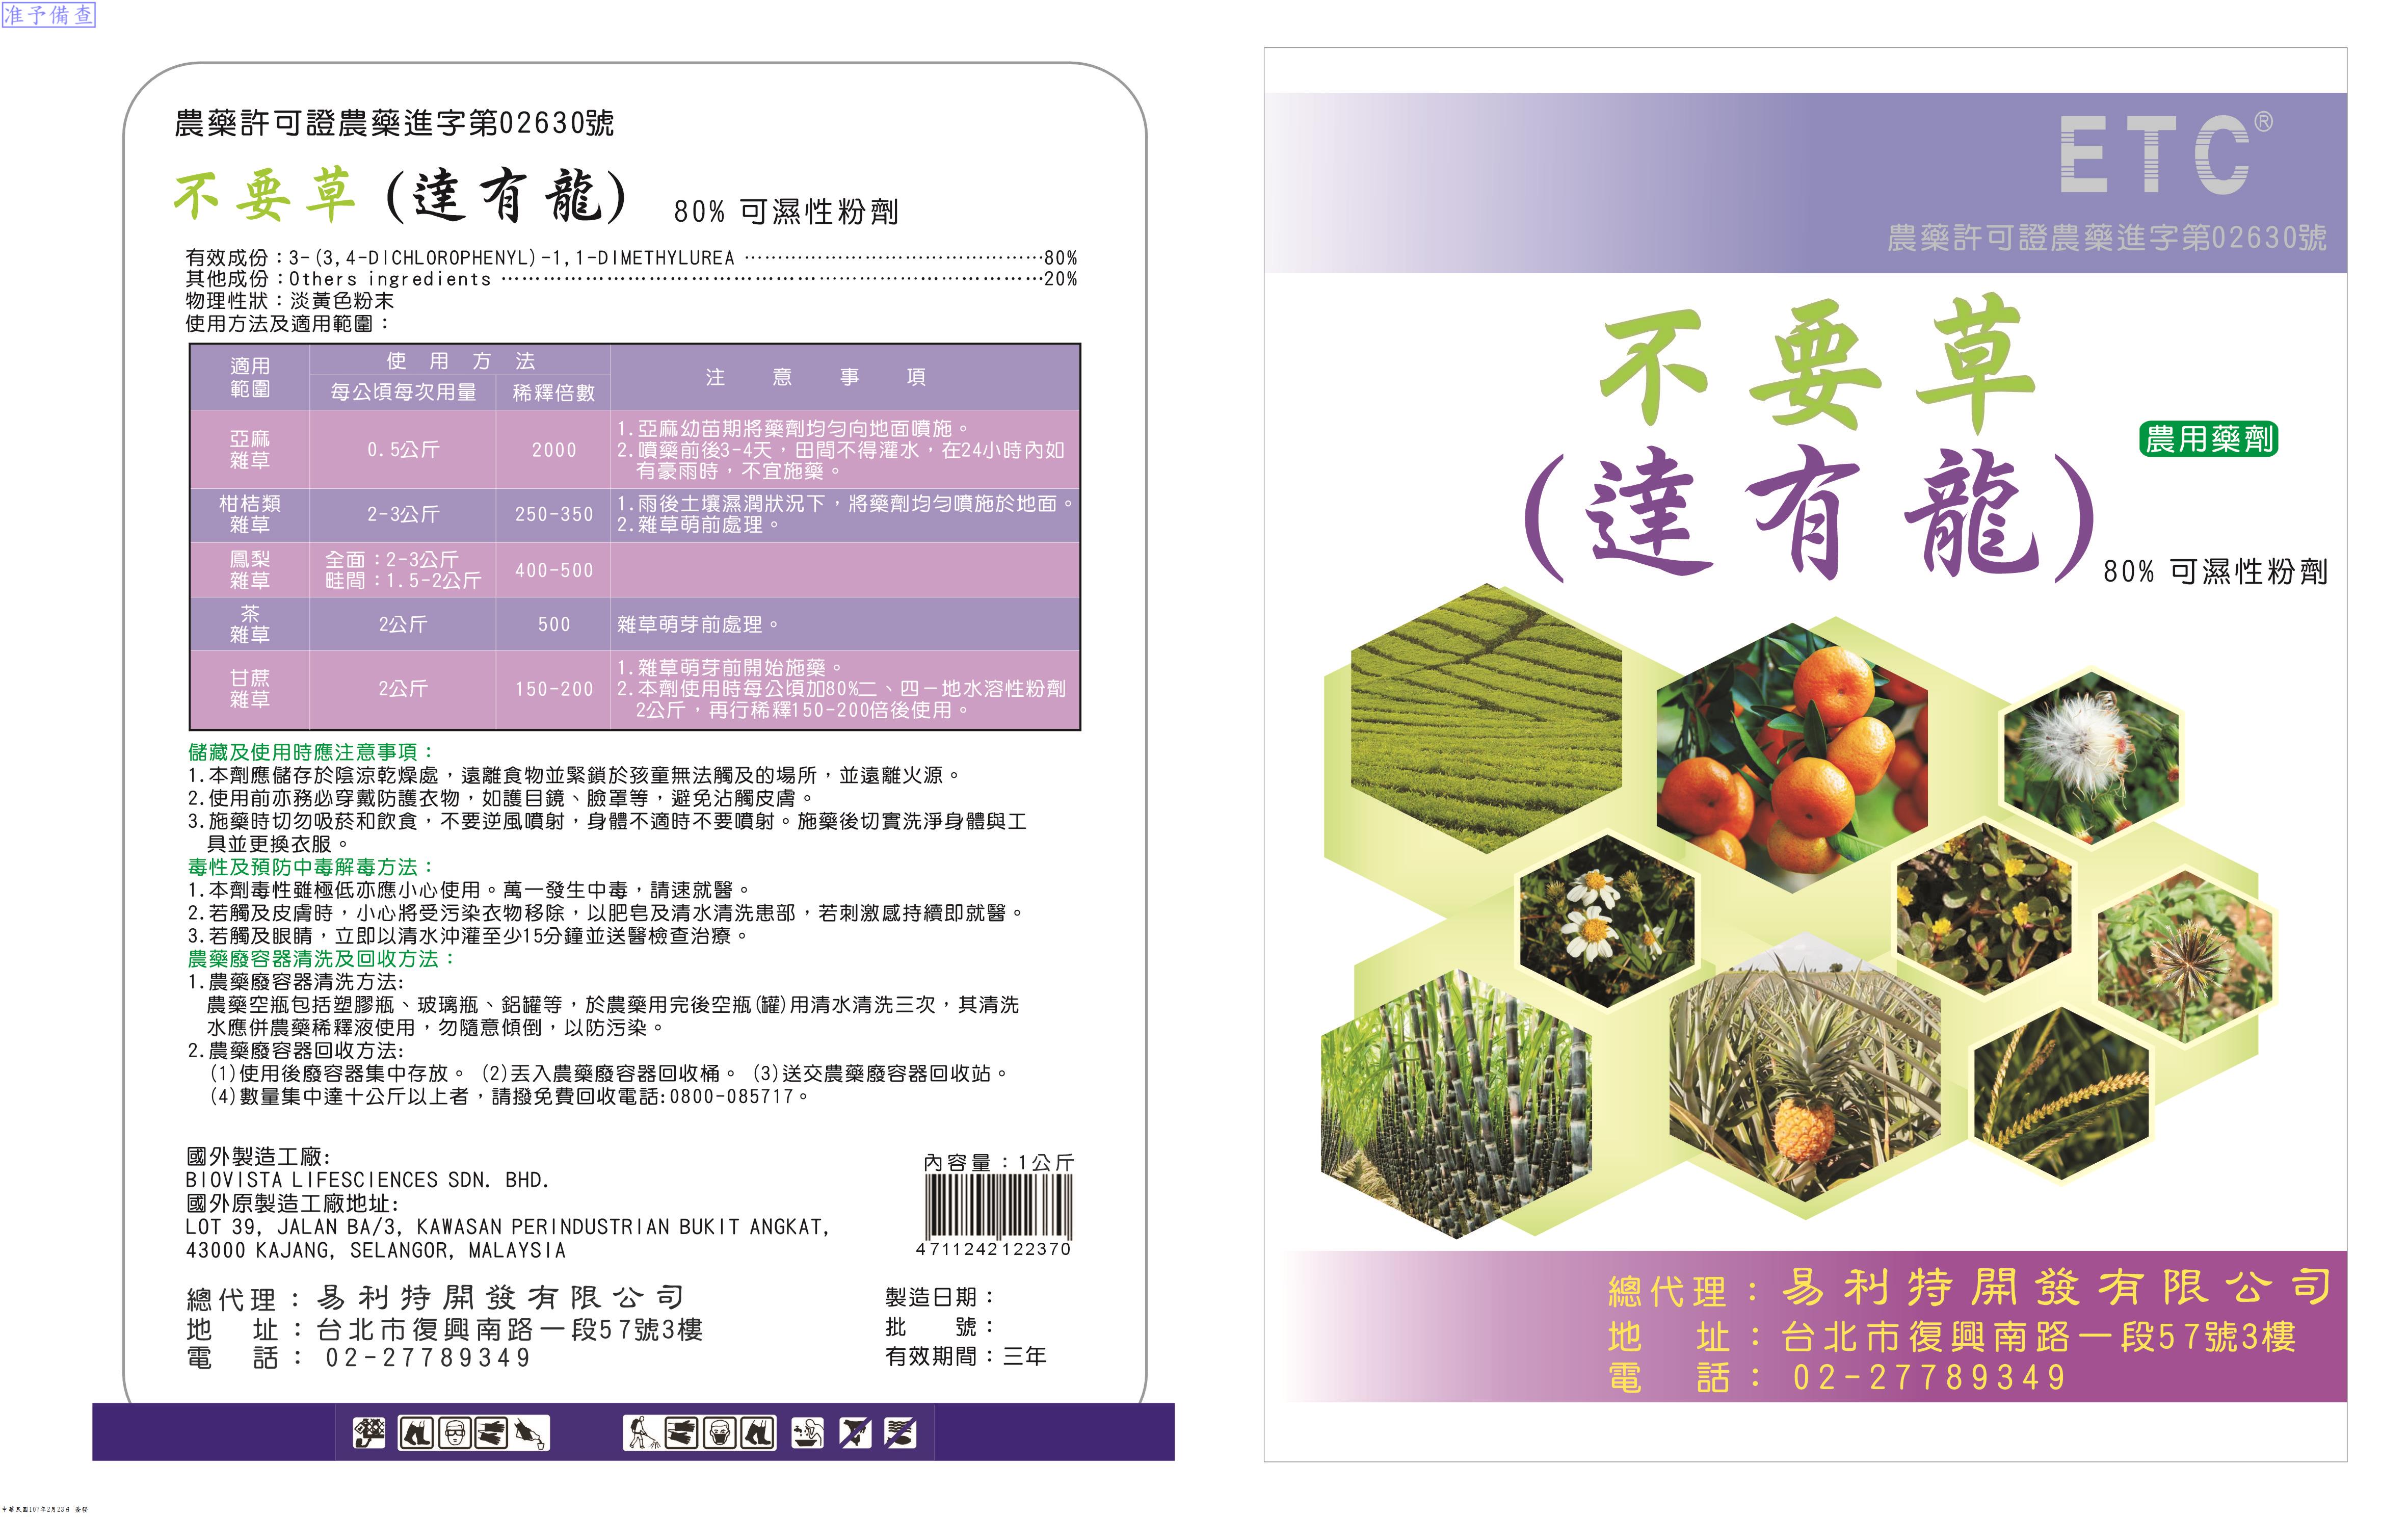 准予備查
農藥許可證農藥進字第02630號
不要草(達有龍) 80% 可濕性粉劑
有效成份：3-(3,4-DICHLOROPHENYL)-1,1-DIMETHYLUREA ……………………………………80%
其他成份：Others ingredients ……………………………………………………………………20%
物理性狀：淡黃色粉末
使用方法及適用範圍：
適用範圍 使用方法 注意事項
每公頃每次用量 稀釋倍數
亞麻雜草 0.5公斤 2000
1.亞麻幼苗期將藥劑均勻向地面噴施。
2.噴藥前後3-4天，田間不得灌水，在24小時內如
有豪雨時，不宜施藥。
柑桔類雜草 2-3公斤 250-350
1.雨後土壤濕潤狀況下，將藥劑均勻噴施於地面。
2.雜草萌前處理。
鳳梨雜草 全面：2-3公斤 400-500
畦間：1.5-2公斤
茶雜草 2公斤 500 雜草萌芽前處理。
甘蔗雜草 2公斤 150-200
1.雜草萌芽前開始施藥。
2.本劑使用時每公頃加80%二、四－地水溶性粉劑
2公斤，再行稀釋150-200倍後使用。
儲藏及使用時應注意事項：
1.本劑應儲存於陰涼乾燥處，遠離食物並緊鎖於孩童無法觸及的場所，並遠離火源。
2.使用前亦務必穿戴防護衣物，如護目鏡、臉罩等，避免沾觸皮膚。
3.施藥時切勿吸菸和飲食，不要逆風噴射，身體不適時不要噴射。施藥後切實洗淨身體與工
具並更換衣服。
毒性及預防中毒解毒方法：
1.本劑毒性雖極低亦應小心使用。萬一發生中毒，請速就醫。
2.若觸及皮膚時，小心將受污染衣物移除，以肥皂及清水清洗患部，若刺激感持續即就醫。
3.若觸及眼睛，立即以清水沖灌至少15分鐘並送醫檢查治療。
農藥廢容器清洗及回收方法：
1.農藥廢容器清洗方法:
農藥空瓶包括塑膠瓶、玻璃瓶、鋁罐等，於農藥用完後空瓶(罐)用清水清洗三次，其清洗
水應併農藥稀釋液使用，勿隨意傾倒，以防污染。
2.農藥廢容器回收方法:
(1)使用後廢容器集中存放。 (2)丟入農藥廢容器回收桶。 (3)送交農藥廢容器回收站。
(4)數量集中達十公斤以上者，請撥免費回收電話:0800-085717。
國外製造工廠:
BIOVISTA LIFESCIENCES SDN. BHD.
國外原製造工廠地址:
LOT 39, JALAN BA/3, KAWASAN PERINDUSTRIAN BUKIT ANGKAT,
43000 KAJANG, SELANGOR, MALAYSIA
內容量：1公斤
4711242122370
總代理：易利特開發有限公司
地 址：台北市復興南路一段57號3樓
電 話： 02-27789349
製造日期：
批 號：
有效期間：三年
中華民國107年2月23日 簽發
ETC®
農藥許可證農藥進字第02630號
不要草
(達有龍)
農用藥劑
80% 可濕性粉劑
總代理：易利特開發有限公司
地 址：台北市復興南路一段57號3樓
電 話： 02-27789349